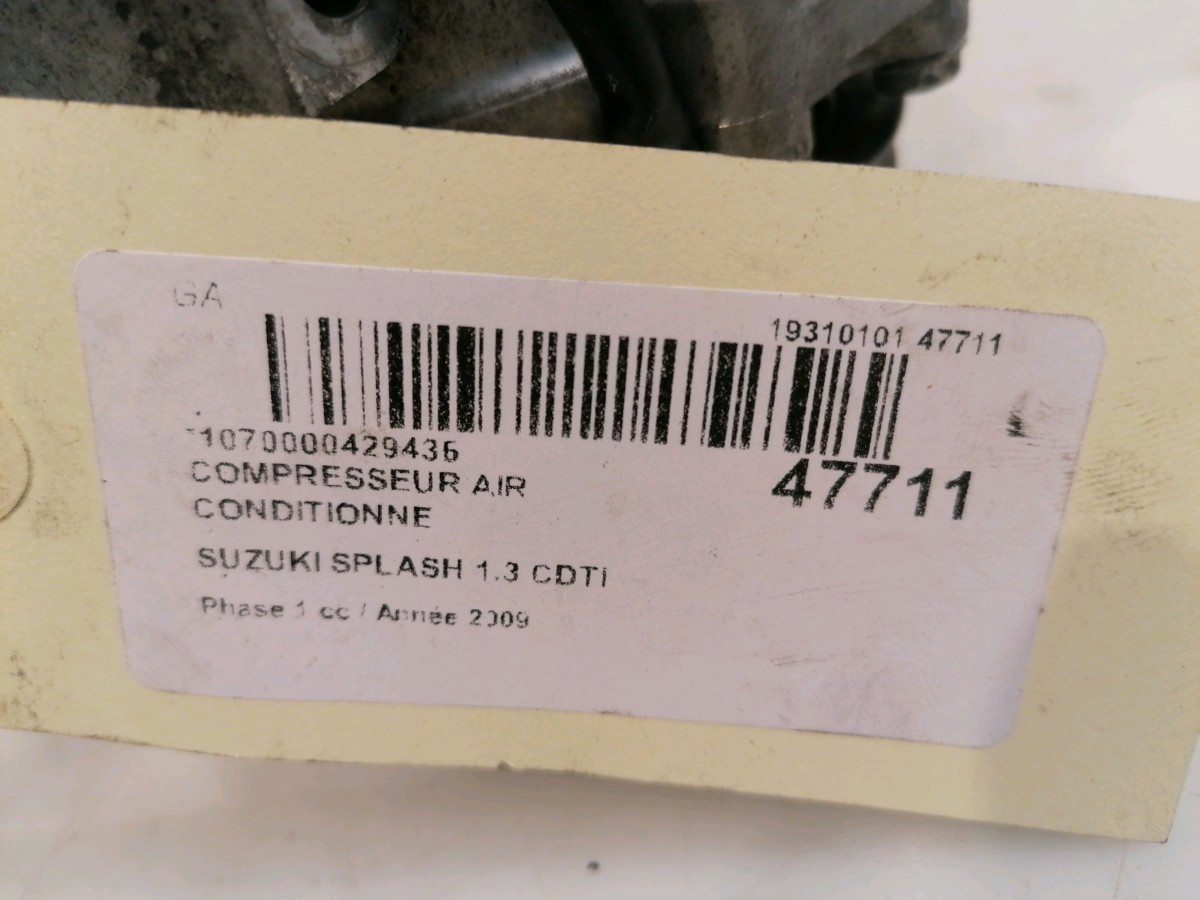 GA
19310101 47711
1070000429436
47711
COMPRESSEUR AIR
CONDITIONNE
SUZUKI SPLASH 1.3 CDTI
Phase 1 cc / Année 2009